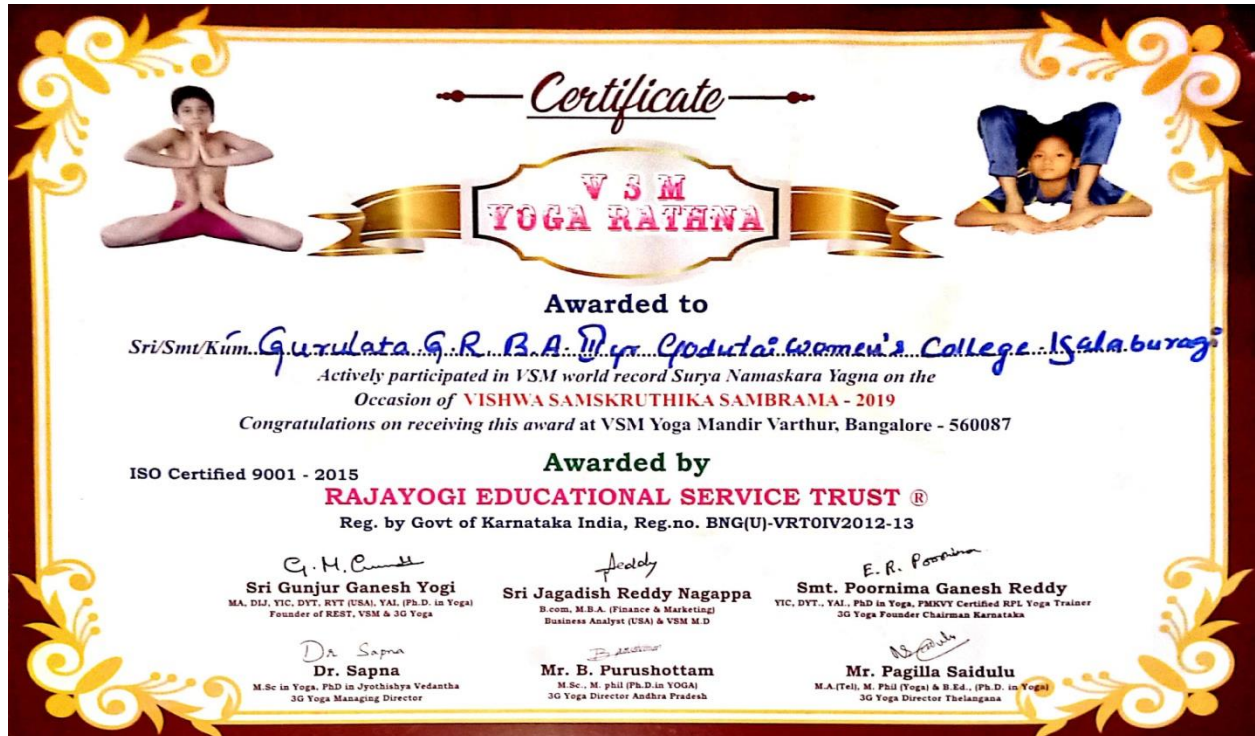 Certificate
V S M
YOGA RATHNA
Awarded to
Sri/Smt/Kum. Gurulata. G.R. B.A. III yr Godutai women's College Kalaburagi
Actively participated in VSM world record Surya Namaskara Yagna on the
Occasion of VISHWA SAMSKRUTHIKA SAMBRAMA - 2019
Congratulations on receiving this award at VSM Yoga Mandir Varthur, Bangalore - 560087
ISO Certified 9001 - 2015
Awarded by
RAJAYOGI EDUCATIONAL SERVICE TRUST ®
Reg. by Govt of Karnataka India, Reg.no. BNG(U)-VRT0IV2012-13
G. M.
Sri Gunjur Ganesh Yogi
MA, DIJ, YIC, DYT, RYT (USA), YAI, (Ph.D. in Yoga)
Founder of REST, VSM & 3G Yoga
Reddy
Sri Jagadish Reddy Nagappa
B.com, M.B.A. (Finance & Marketing)
Business Analyst (USA) & VSM M.D
E. R. Poornima
Smt. Poornima Ganesh Reddy
YIC, DYT., YAI., PhD in Yoga, PMKVY Certified RPL Yoga Trainer
3G Yoga Founder Chairman Karnataka
Dr Sapna
Dr. Sapna
M.Sc in Yoga, PhD in Jyothishya Vedantha
3G Yoga Managing Director
Mr. B. Purushottam
M.Sc., M. phil (Ph.D.in YOGA)
3G Yoga Director Andhra Pradesh
Mr. Pagilla Saidulu
M.A.(Tel), M. Phil (Yoga) & B.Ed., (Ph.D. in Yoga)
3G Yoga Director Thelangana